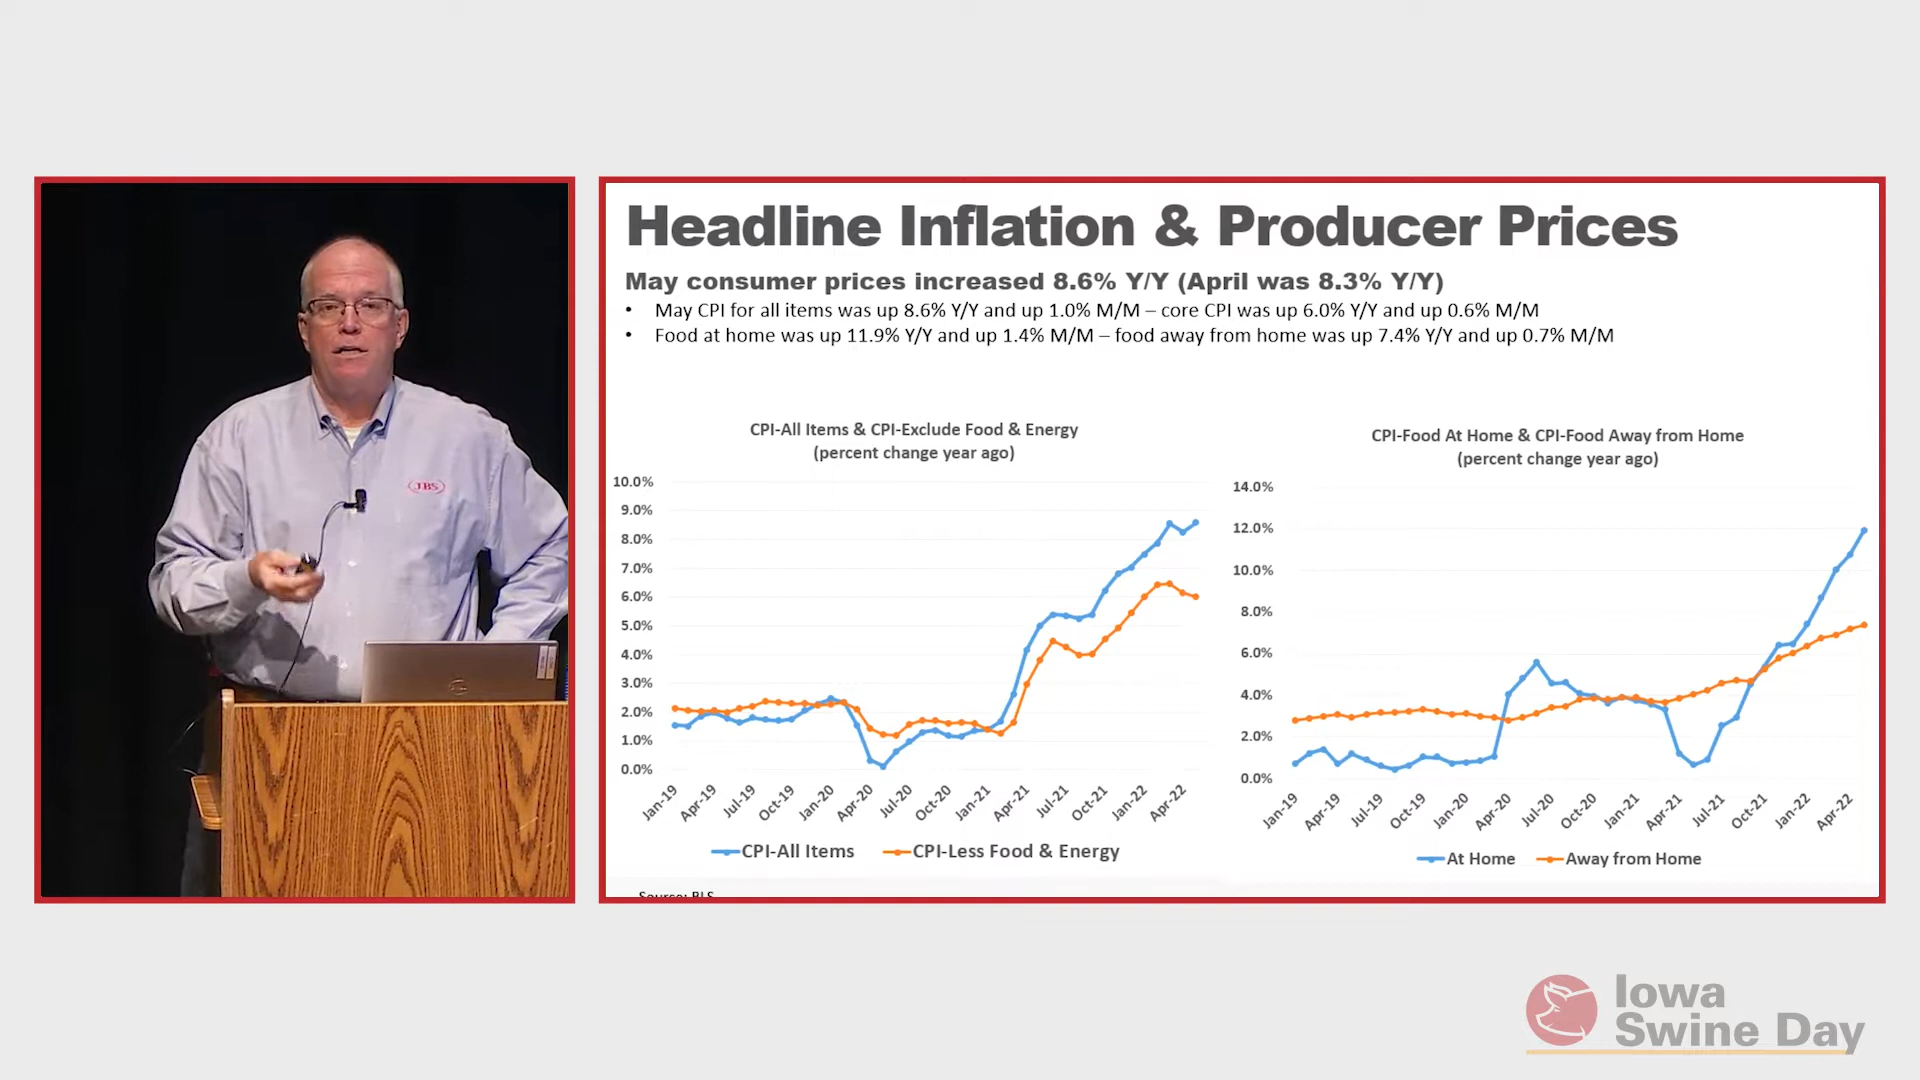 JBS
Headline Inflation & Producer Prices
May consumer prices increased 8.6% Y/Y (April was 8.3% Y/Y)
• May CPI for all items was up 8.6% Y/Y and up 1.0% M/M – core CPI was up 6.0% Y/Y and up 0.6% M/M
• Food at home was up 11.9% Y/Y and up 1.4% M/M – food away from home was up 7.4% Y/Y and up 0.7% M/M
CPI-All Items & CPI-Exclude Food & Energy
(percent change year ago)
10.0%
9.0%
8.0%
7.0%
6.0%
5.0%
4.0%
3.0%
2.0%
1.0%
0.0%
Jan-19 Apr-19 Jul-19 Oct-19 Jan-20 Apr-20 Jul-20 Oct-20 Jan-21 Apr-21 Jul-21 Oct-21 Jan-22 Apr-22
CPI-All Items CPI-Less Food & Energy
CPI-Food At Home & CPI-Food Away from Home
(percent change year ago)
14.0%
12.0%
10.0%
8.0%
6.0%
4.0%
2.0%
0.0%
Jan-19 Apr-19 Jul-19 Oct-19 Jan-20 Apr-20 Jul-20 Oct-20 Jan-21 Apr-21 Jul-21 Oct-21 Jan-22 Apr-22
At Home Away from Home
Source: BLS
Iowa
Swine Day